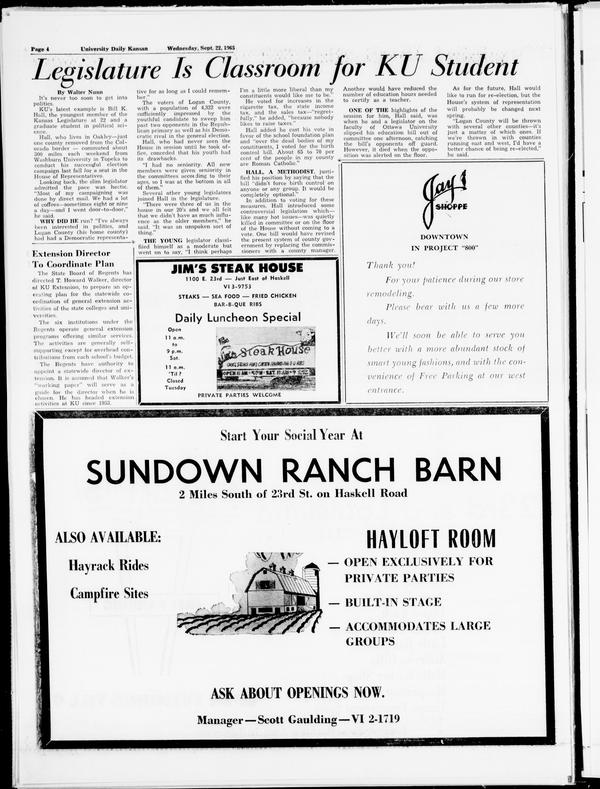 Page 4 University Daily Kansan Wednesday, Sept. 22, 1965
Legislature Is Classroom for KU Student
By Walter Nunn
It's never too soon to get into
politics.
KU's latest example is Bill K.
Hall, the youngest member of the
Kansas Legislature at 22 and a
graduate student in political sci-
ence.
Hall, who lives in Oakley—just
one county removed from the Col-
orado border— commuted about
300 miles each weekend from
Washburn University in Topeka to
conduct his successful election
campaign last fall for a seat in the
House of Representatives.
Looking back, the slim legislator
admitted the pace was hectic.
"Most of my campaigning was
done by direct mail. We had a lot
of coffees—sometimes eight or nine
a day—and I went door-to-door,"
he said.
WHY DID HE run? "I've always
been interested in politics, and
Logan County (his home county)
had had a Democratic representa-
tive for as long as I could remem-
ber."
The voters of Logan County,
with a population of 4,322 were
sufficiently impressed by the
youthful candidate to sweep him
past two opponents in the Repub-
lican primary as well as his Demo-
cratic rival in the general election.
Hall, who had never seen the
House in session until he took of-
fice, conceded that his youth had
its drawbacks.
"I had no seniority. All new
members were given seniority in
the committees according to their
ages, so I was at the bottom in all
of them."
Several other young legislators
joined Hall in the legislature.
"There were three of us in the
house in our 20's and we all felt
that we didn't have as much influ-
ence as the older members," he
said. "It was an unspoken sort of
thing."
THE YOUNG legislator classi-
fied himself as a moderate but
went on to say, "I think perhaps
I'm a little more liberal than my
constituents would like me to be."
He voted for increases in the
cigarette tax, the state income
tax, and the sales tax—"regret-
fully," he added, "because nobody
likes to raise taxes."
Hall added he cast his vote in
favor of the school foundation plan
and "over the dead bodies of my
constituents, I voted for the birth
control bill. About 65 to 70 per
cent of the people in my county
are Roman Catholic."
HALL, A METHODIST, justi-
fied his position by saying that the
bill "didn't force birth control on
anyone or any group. It would be
completely optional."
In addition to voting for these
measures, Hall introduced some
controversial legislation which—
like many hot issues—was quietly
killed in committee or on the floor
of the House without coming to a
vote. One bill would have revised
the present system of county gov-
ernment by replacing the commis-
sioners with a county manager.
Another would have reduced the
number of education hours needed
to certify as a teacher.
ONE OF THE highlights of the
session for him, Hall said, was
when he and a legislator on the
faculty of Ottawa University
slipped his education bill out of
committee one afternoon, catching
the bill's opponents off guard.
However, it died when the oppo-
sition was alerted on the floor.
As for the future, Hall would
like to run for re-election, but the
House's system of representation
will probably be changed next
spring.
"Logan County will be thrown
with several other counties—it's
just a matter of which ones. If
we're thrown in with counties
running east and west, I'd have a
better chance of being re-elected,"
he said.
Extension Director
To Coordinate Plan
The State Board of Regents has
directed T. Howard Walker, director
of KU Extension, to prepare an op-
erating plan for the statewide co-
ordination of general extension ac-
tivities of the state colleges and uni-
versities.
The six institutions under the
Regents operate general extension
programs offering similar services.
The activities are generally self-
supporting except for overhead con-
tributions from each school's budget.
The Regents have authority to
appoint a statewide director of ex-
tension. It is assumed that Walker's
"working paper" will serve as a
guide for the director when he is
chosen. He has headed extension
activities at KU since 1953.
JIM'S STEAK HOUSE
1100 E. 23rd — Just East of Haskell
VI 3-9753
STEAKS — SEA FOOD — FRIED CHICKEN
BAR-B-QUE RIBS
Daily Luncheon Special
Open
11 a.m.
to
9 p.m.
Sat.
11 a.m.
'Til ?
Closed
Tuesday
Jim's Steak House
PRIVATE PARTIES WELCOME
Jay's
SHOPPE
DOWNTOWN
IN PROJECT "800"
Thank you!
For your patience during our store
remodeling.
Please bear with us a few more
days.
We'll soon be able to serve you
better with a more abundant stock of
smart young fashions, and with the con-
venience of Free Parking at our west
entrance.
Start Your Social Year At
SUNDOWN RANCH BARN
2 Miles South of 23rd St. on Haskell Road
ALSO AVAILABLE:
Hayrack Rides
Campfire Sites
HAYLOFT ROOM
— OPEN EXCLUSIVELY FOR
PRIVATE PARTIES
— BUILT-IN STAGE
— ACCOMMODATES LARGE
GROUPS
ASK ABOUT OPENINGS NOW.
Manager—Scott Gaulding—VI 2-1719